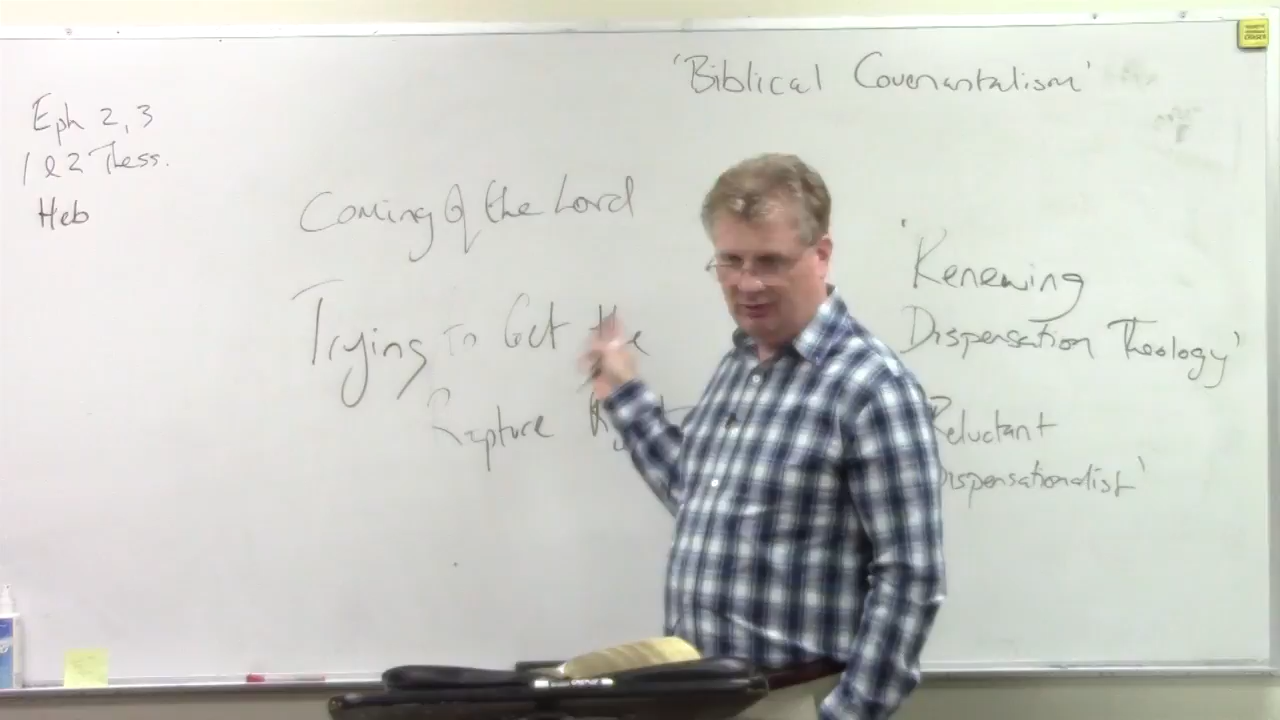 'Biblical Covenantalism'
Eph 2, 3
1 & 2 Thess.
Heb
Coming of the Lord
Trying To Get the
Rapture
'Renewing
Dispensation Theology'
Reluctant
Dispensationalist'